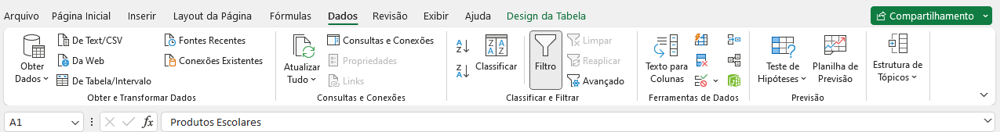 Arquivo Página Inicial Inserir Layout da Página Fórmulas Dados Revisão Exibir Ajuda Design da Tabela Compartilhamento
Obter Dados
De Text/CSV
Da Web
De Tabela/Intervalo
Fontes Recentes
Conexões Existentes
Obter e Transformar Dados
Atualizar Tudo
Consultas e Conexões
Propriedades
Links
Consultas e Conexões
A Z
Z A
Z A A Z
Classificar
Filtro
Limpar
Reaplicar
Avançado
Classificar e Filtrar
Texto para Colunas
Ferramentas de Dados
?
Teste de Hipóteses
Planilha de Previsão
Previsão
Estrutura de Tópicos
A1
fx
Produtos Escolares